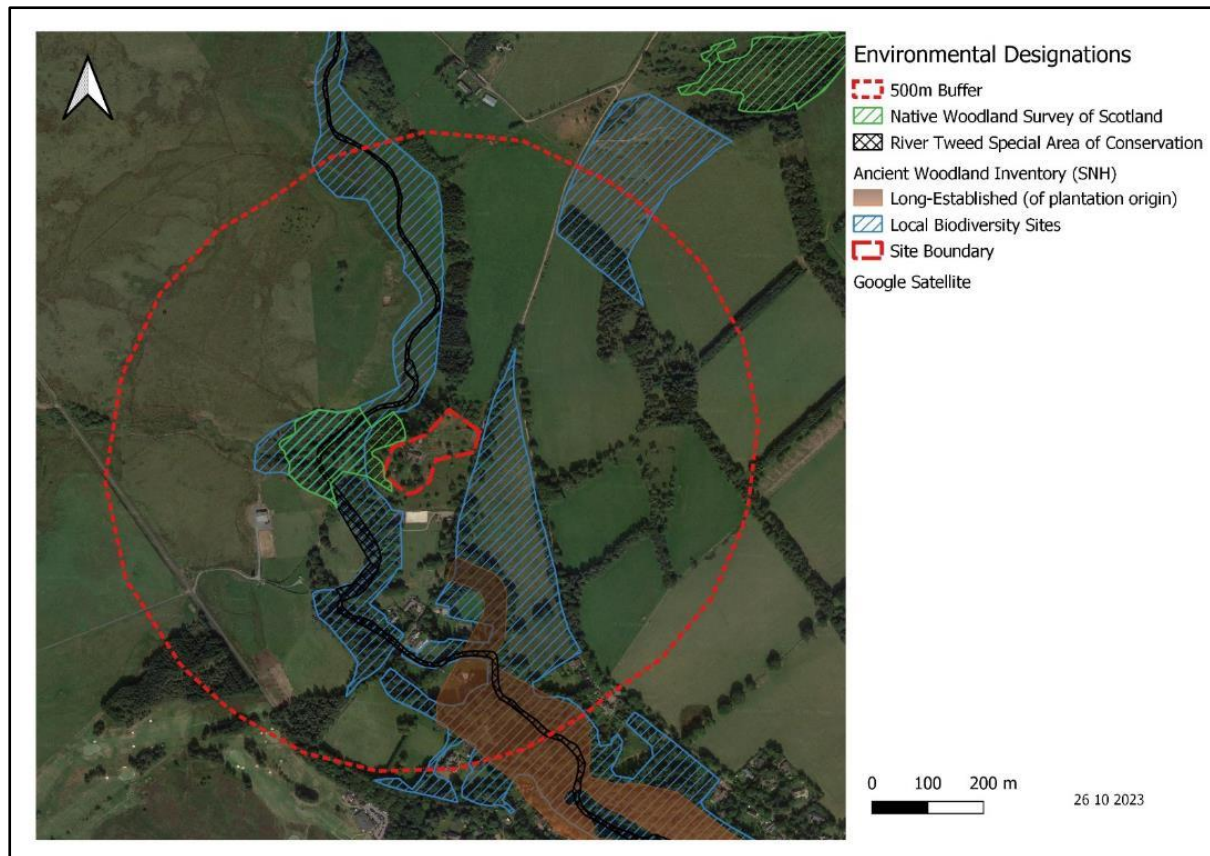 Environmental Designations
500m Buffer
Native Woodland Survey of Scotland
River Tweed Special Area of Conservation
Ancient Woodland Inventory (SNH)
Long-Established (of plantation origin)
Local Biodiversity Sites
Site Boundary
Google Satellite
0 100 200 m
26 10 2023